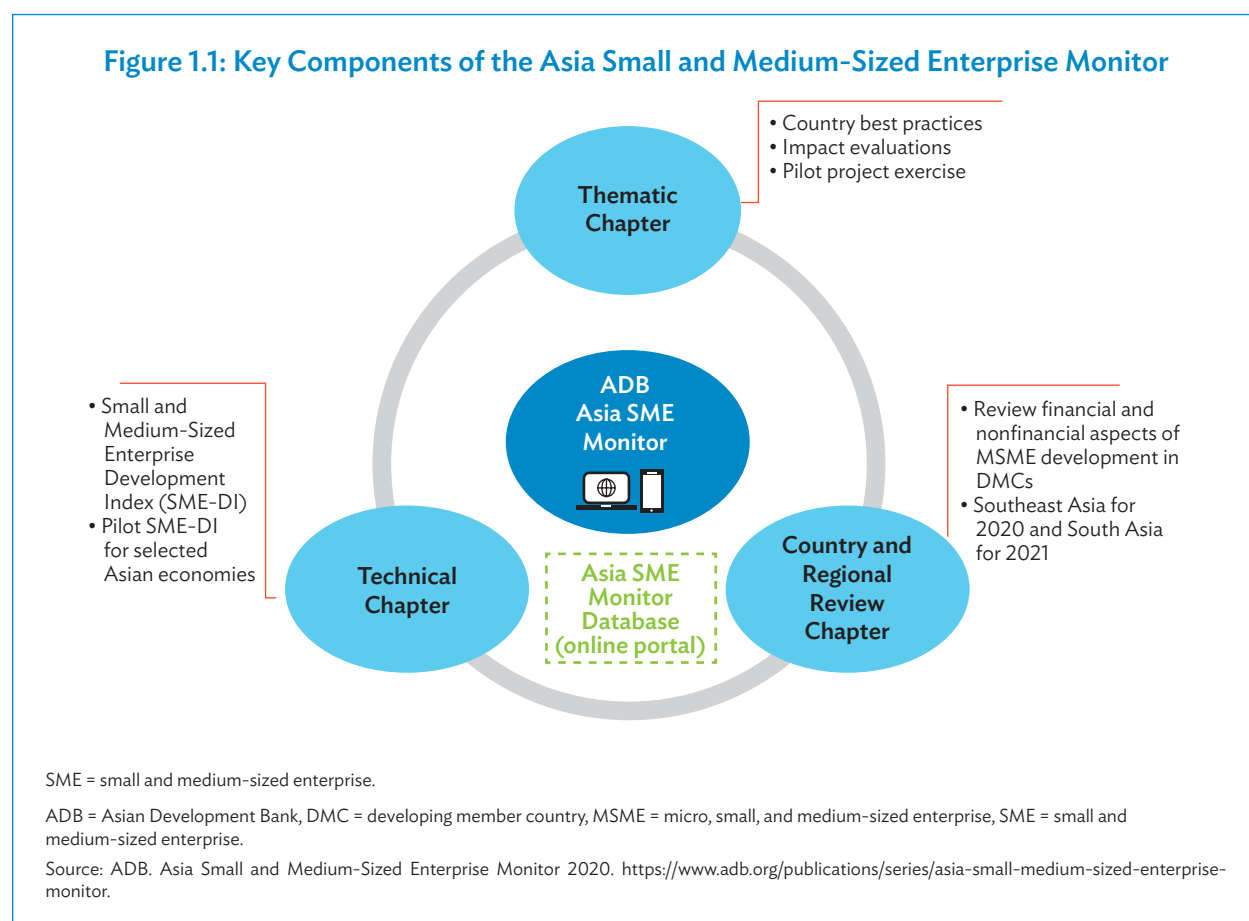 Figure 1.1: Key Components of the Asia Small and Medium-Sized Enterprise Monitor
• Country best practices
• Impact evaluations
• Pilot project exercise
Thematic
Chapter
ADB
Asia SME
Monitor
• Small and
Medium-Sized
Enterprise
Development
Index (SME-DI)
• Pilot SME-DI
for selected
Asian economies
• Review financial and
nonfinancial aspects of
MSME development in
DMCs
• Southeast Asia for
2020 and South Asia
for 2021
Technical
Chapter
Asia SME
Monitor
Database
(online portal)
Country and
Regional
Review
Chapter
SME = small and medium-sized enterprise.
ADB = Asian Development Bank, DMC = developing member country, MSME = micro, small, and medium-sized enterprise, SME = small and
medium-sized enterprise.
Source: ADB. Asia Small and Medium-Sized Enterprise Monitor 2020. https://www.adb.org/publications/series/asia-small-medium-sized-enterprise-
monitor.